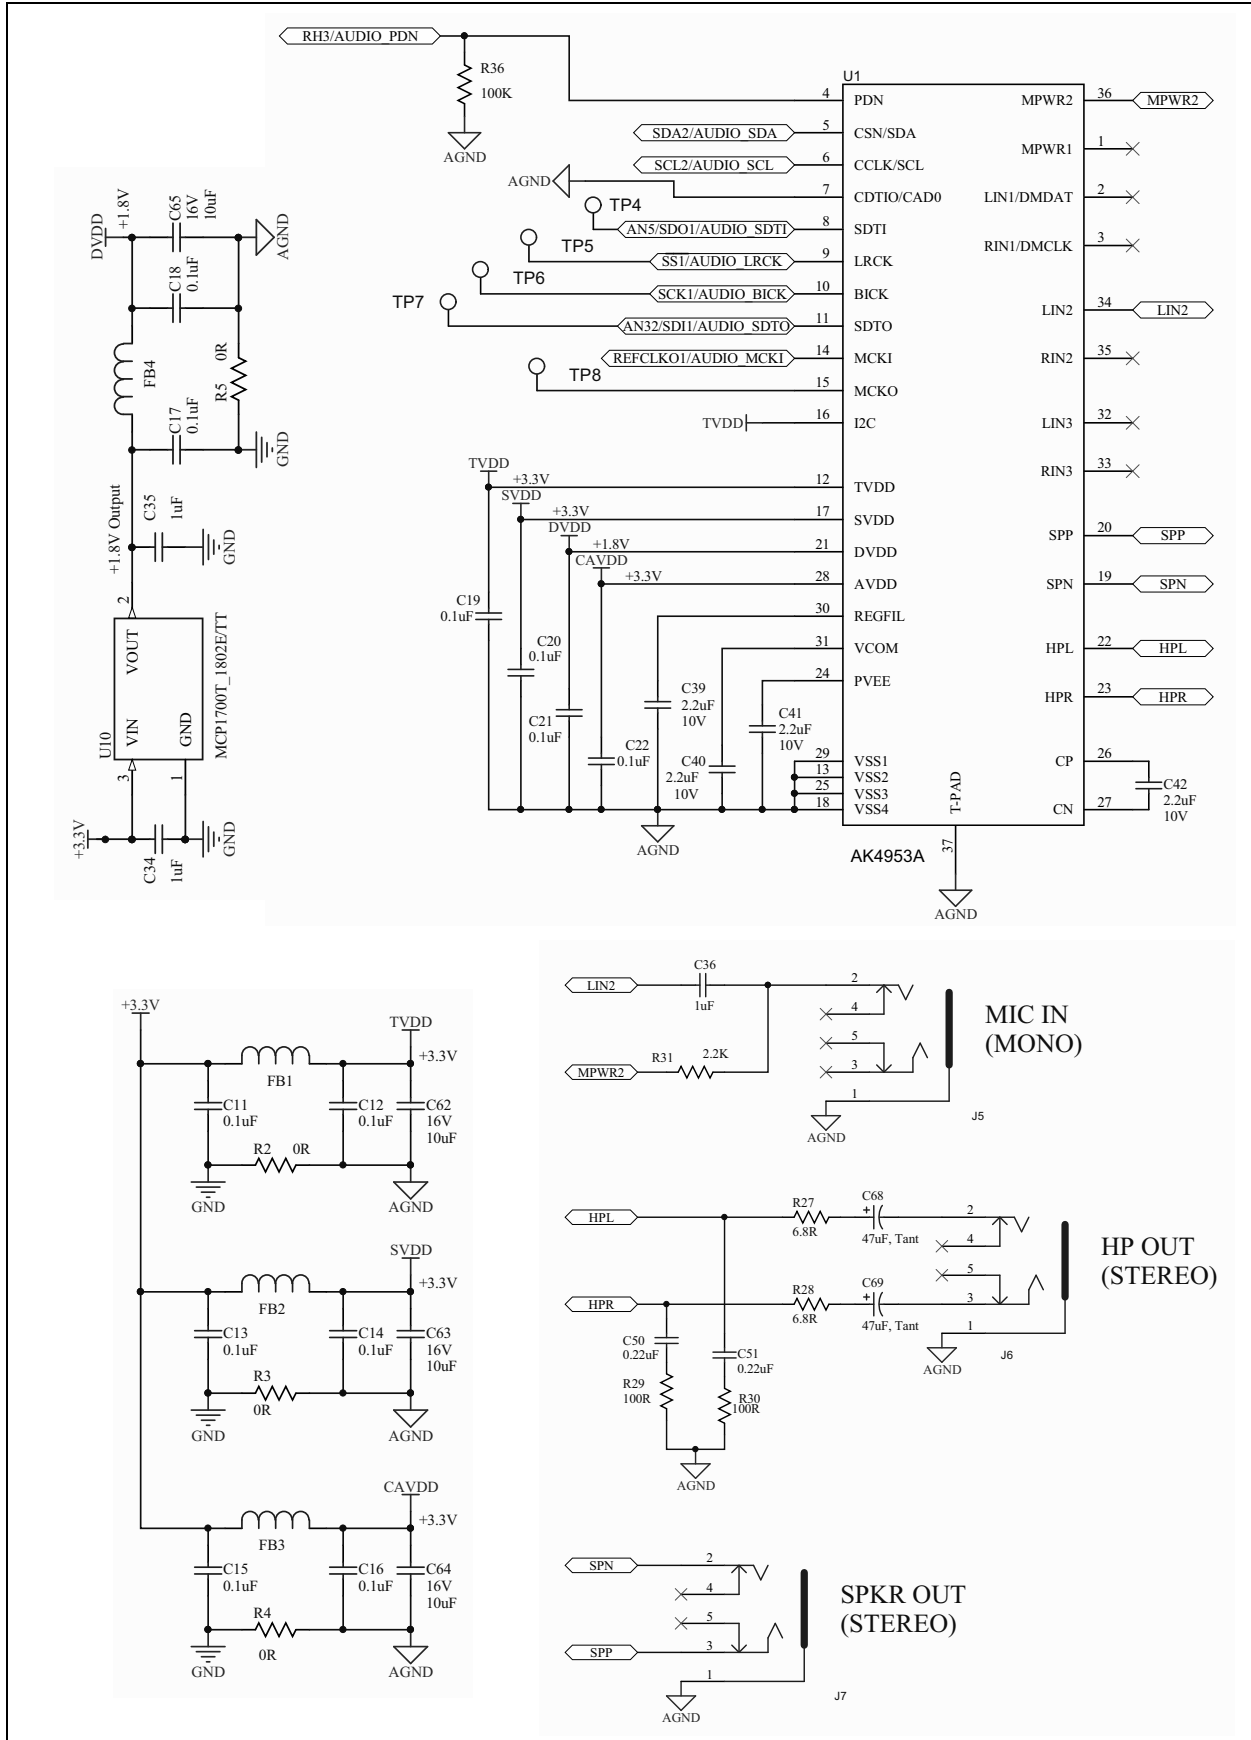 RH3/AUDIO_PDN
R36
100K
AGND
SDA2/AUDIO_SDA
SCL2/AUDIO_SCL
AGND
TP4
AN5/SDO1/AUDIO_SDTI
TP5
SS1/AUDIO_LRCK
TP6
SCK1/AUDIO_BICK
TP7
AN32/SDI1/AUDIO_SDTO
REFCLKO1/AUDIO_MCKI
TP8
TVDD
U1
4 PDN
5 CSN/SDA
6 CCLK/SCL
7 CDTIO/CAD0
8 SDTI
9 LRCK
10 BICK
11 SDTO
14 MCKI
15 MCKO
16 I2C
12 TVDD
17 SVDD
21 DVDD
28 AVDD
30 REGFIL
31 VCOM
24 PVEE
29 VSS1
13 VSS2
25 VSS3
18 VSS4
MPWR2 36 MPWR2
MPWR1 1
LIN1/DMDAT 2
RIN1/DMCLK 3
LIN2 34 LIN2
RIN2 35
LIN3 32
RIN3 33
SPP 20 SPP
SPN 19 SPN
HPL 22 HPL
HPR 23 HPR
CP 26
CN 27
C42
2.2uF
10V
T-PAD
37
AK4953A
AGND
TVDD
+3.3V
SVDD
+3.3V
DVDD
+1.8V
CAVDD
+3.3V
C19
0.1uF
C20
0.1uF
C21
0.1uF
C22
0.1uF
C39
2.2uF
10V
C40
2.2uF
10V
C41
2.2uF
10V
AGND
DVDD
+1.8V
C65
16V
10uF
AGND
C18
0.1uF
FB4
R5
0R
C17
0.1uF
GND
+1.8V Output
C35
1uF
GND
2
VOUT
VIN
GND
U10
MCP1700T_1802E/TT
3
1
+3.3V
C34
1uF
GND
+3.3V
TVDD
+3.3V
FB1
C11
0.1uF
C12
0.1uF
C62
16V
10uF
R2 0R
GND
AGND
SVDD
+3.3V
FB2
C13
0.1uF
C14
0.1uF
C63
16V
10uF
R3
0R
GND
AGND
CAVDD
+3.3V
FB3
C15
0.1uF
C16
0.1uF
C64
16V
10uF
R4
0R
GND
AGND
LIN2
C36
1uF
MPWR2
R31 2.2K
2
4
5
3
1
AGND
J5
MIC IN
(MONO)
HPL
R27
6.8R
C68
+
47uF, Tant
HPR
R28
6.8R
C69
+
47uF, Tant
C50
0.22uF
C51
0.22uF
R29
100R
R30
100R
AGND
2
4
5
3
1
AGND
J6
HP OUT
(STEREO)
SPN
SPP
2
4
5
3
1
AGND
J7
SPKR OUT
(STEREO)